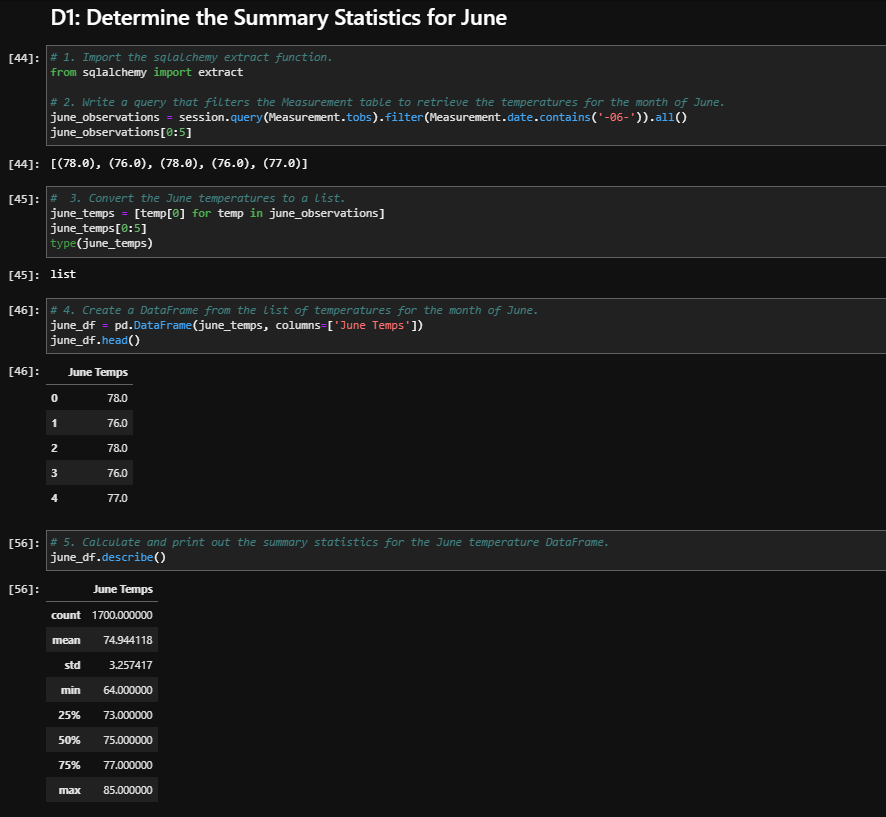 D1: Determine the Summary Statistics for June
[44]: # 1. Import the sqlalchemy extract function.
from sqlalchemy import extract
# 2. Write a query that filters the Measurement table to retrieve the temperatures for the month of June.
june_observations = session.query(Measurement.tobs).filter(Measurement.date.contains('-06-')).all()
june_observations[0:5]
[44]: [(78.0), (76.0), (78.0), (76.0), (77.0)]
[45]: #  3. Convert the June temperatures to a list.
june_temps = [temp[0] for temp in june_observations]
june_temps[0:5]
type(june_temps)
[45]: list
[46]: # 4. Create a DataFrame from the list of temperatures for the month of June.
june_df = pd.DataFrame(june_temps, columns=['June Temps'])
june_df.head()
[46]: June Temps
0 78.0
1 76.0
2 78.0
3 76.0
4 77.0
[56]: # 5. Calculate and print out the summary statistics for the June temperature DataFrame.
june_df.describe()
[56]: June Temps
count 1700.000000
mean 74.944118
std 3.257417
min 64.000000
25% 73.000000
50% 75.000000
75% 77.000000
max 85.000000